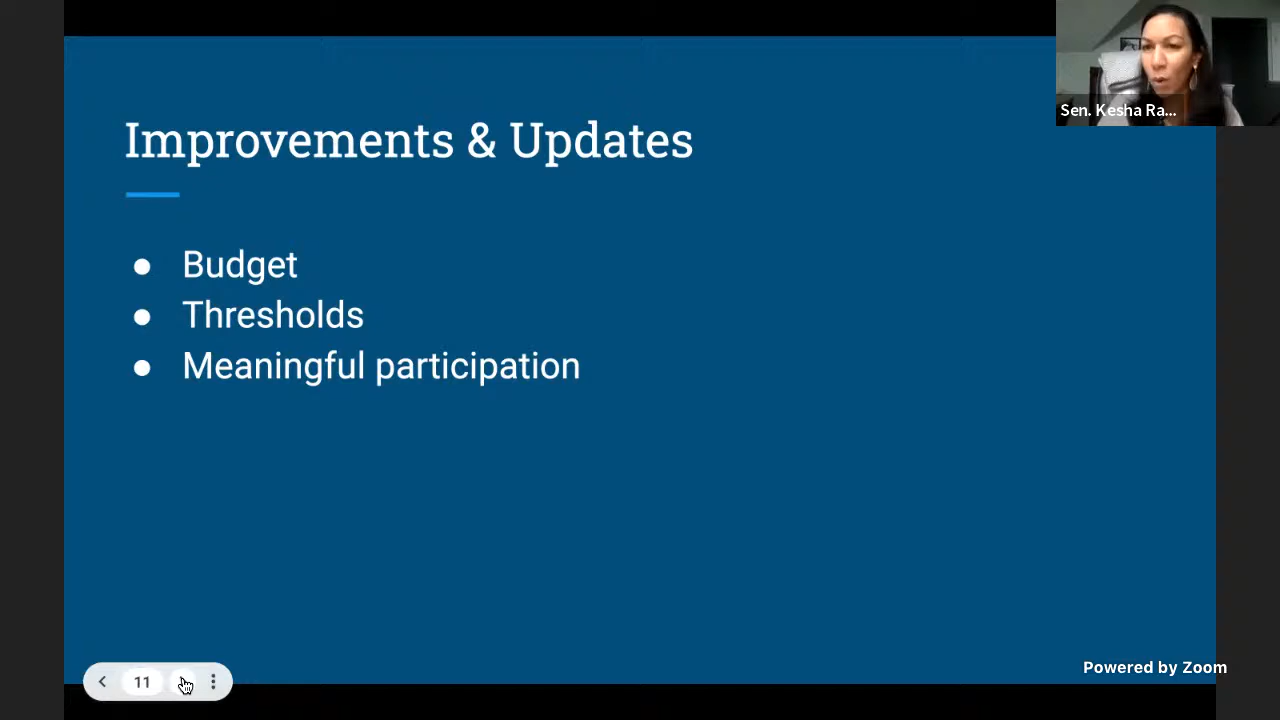 Sen. Kesha Ra...
Improvements & Updates
● Budget
● Thresholds
● Meaningful participation
11
Powered by Zoom